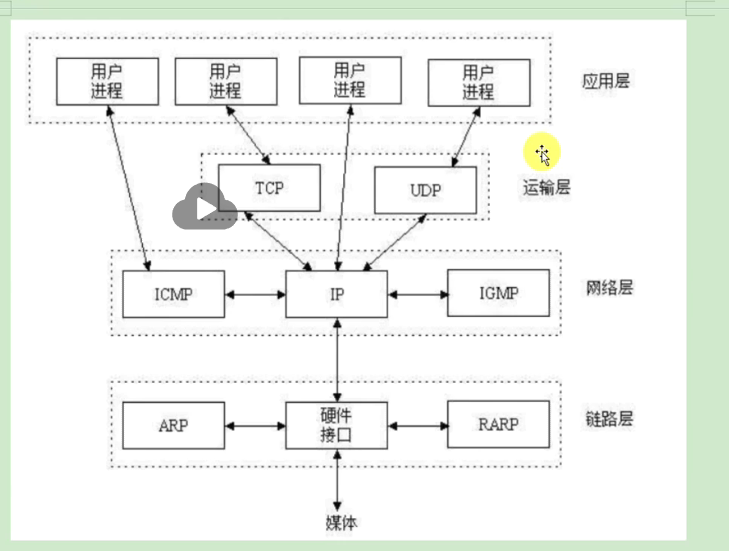 用户
进程
用户
进程
用户
进程
用户
进程
应用层
TCP
UDP
运输层
ICMP
IP
IGMP
网络层
ARP
硬件
接口
RARP
链路层
媒体